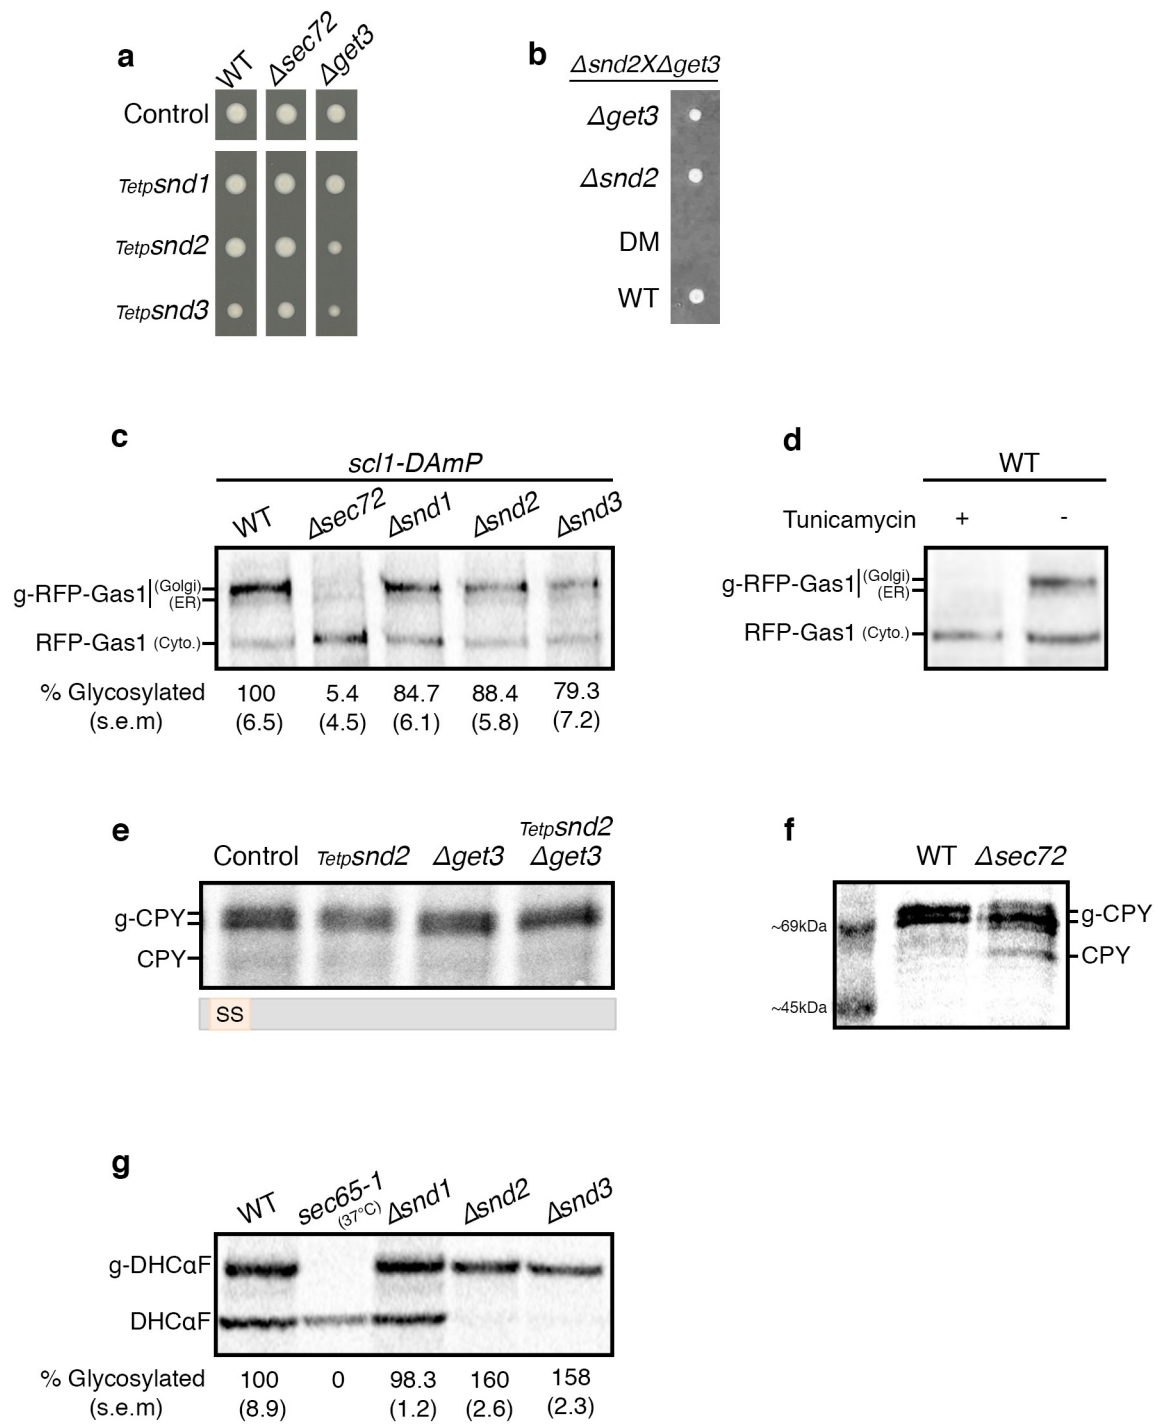 a
WT Δsec72 Δget3
Control
Tetpsnd1
Tetpsnd2
Tetpsnd3
b
Δsnd2XΔget3
Δget3
Δsnd2
DM
WT
c
scl1-DAmP
WT Δsec72 Δsnd1 Δsnd2 Δsnd3
g-RFP-Gas1 (Golgi)
(ER)
RFP-Gas1 (Cyto.)
% Glycosylated 100 5.4 84.7 88.4 79.3
(s.e.m) (6.5) (4.5) (6.1) (5.8) (7.2)
d
WT
Tunicamycin + -
g-RFP-Gas1 (Golgi)
(ER)
RFP-Gas1 (Cyto.)
e
Control Tetpsnd2 Δget3 Tetpsnd2
Δget3
g-CPY
CPY
SS
f
WT Δsec72
~69kDa
~45kDa
g-CPY
CPY
g
WT sec65-1 Δsnd1 Δsnd2 Δsnd3
(37°C)
g-DHCαF
DHCαF
% Glycosylated 100 0 98.3 160 158
(s.e.m) (8.9) (1.2) (2.6) (2.3)